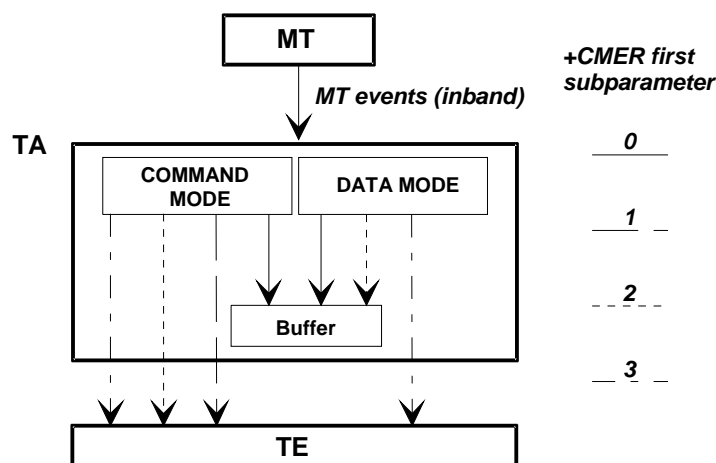 MT
+CMER first
subparameter
MT events (inband)
TA
0
COMMAND
MODE
DATA MODE
1
2
Buffer
3
TE